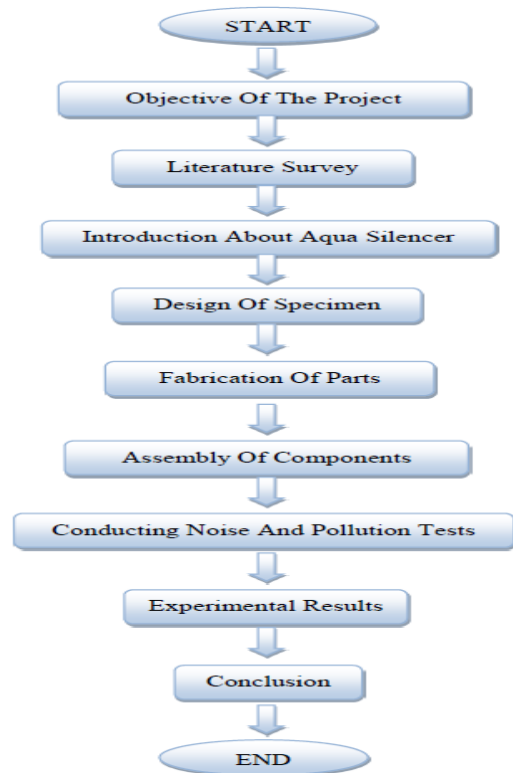 START
Objective Of The Project
Literature Survey
Introduction About Aqua Silencer
Design Of Specimen
Fabrication Of Parts
Assembly Of Components
Conducting Noise And Pollution Tests
Experimental Results
Conclusion
END